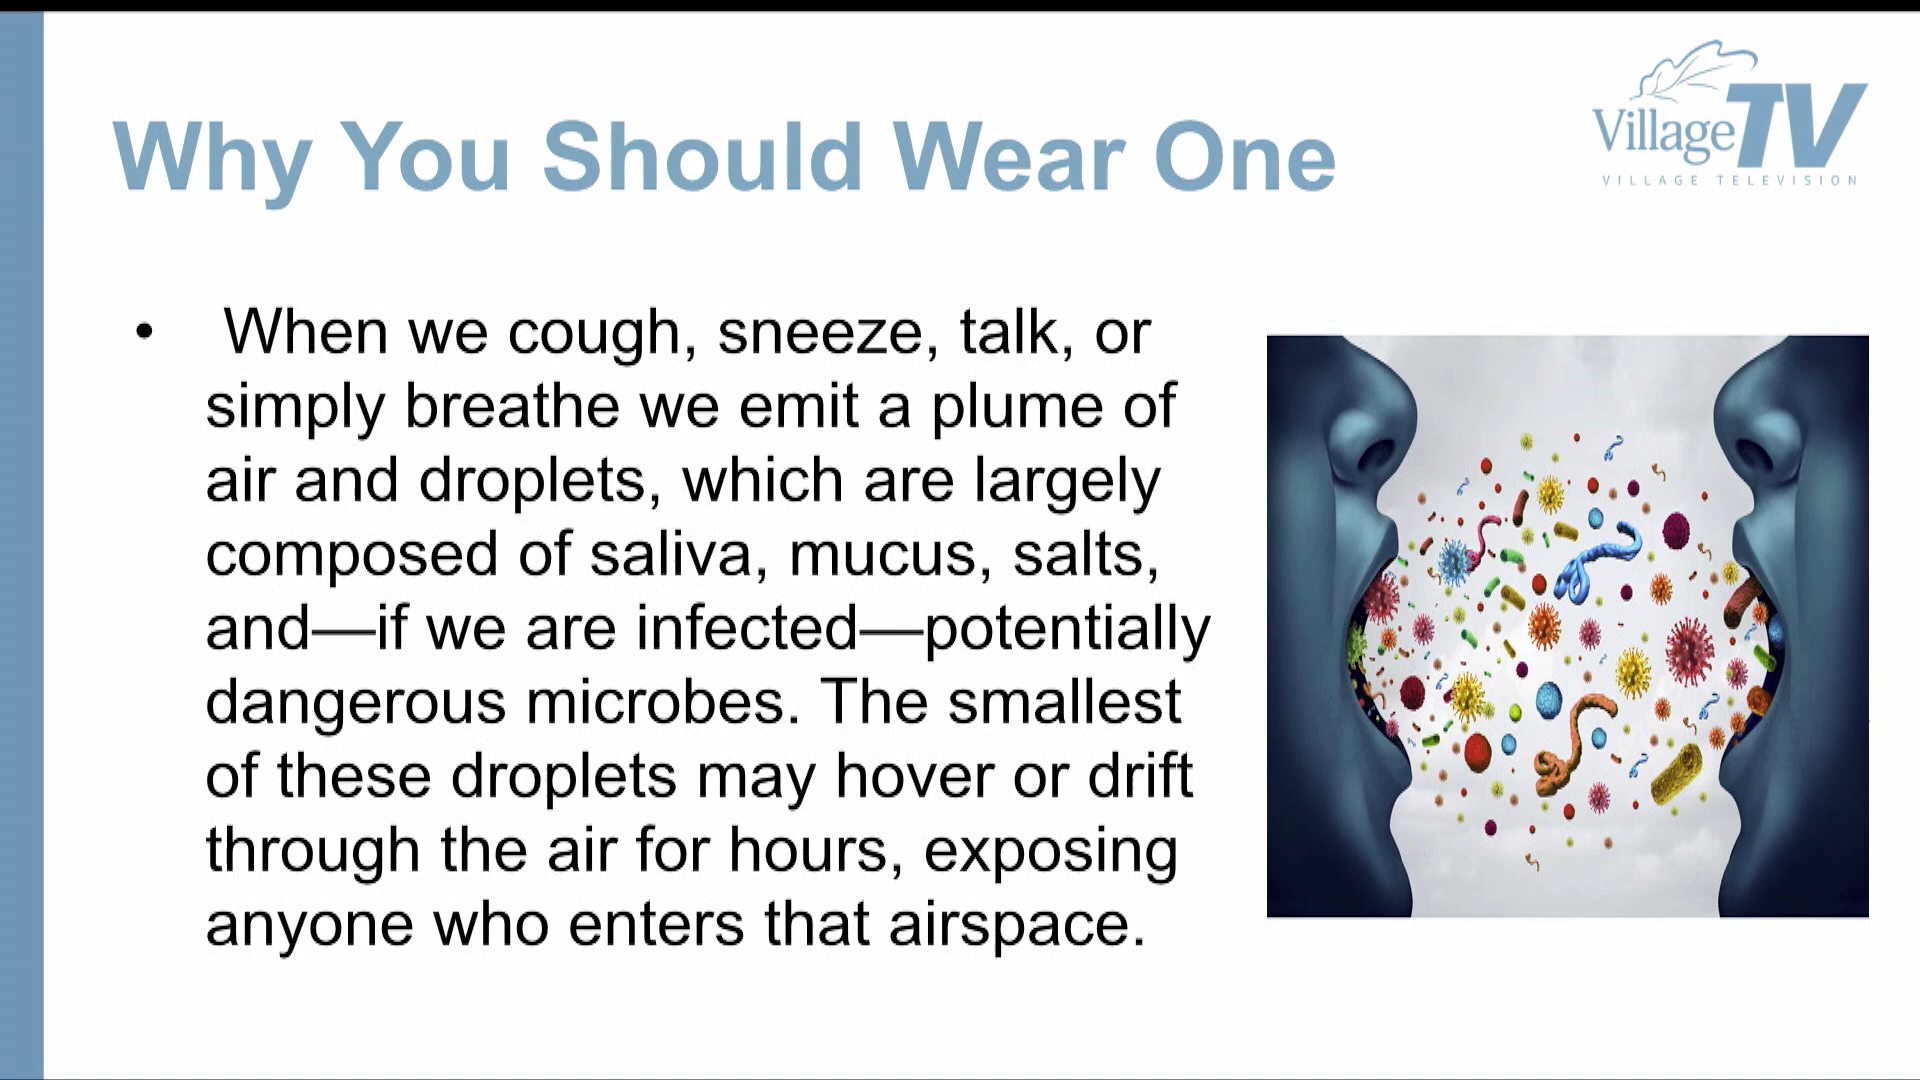 Why You Should Wear One
Village TV
VILLAGE TELEVISION
• When we cough, sneeze, talk, or
simply breathe we emit a plume of
air and droplets, which are largely
composed of saliva, mucus, salts,
and—if we are infected—potentially
dangerous microbes. The smallest
of these droplets may hover or drift
through the air for hours, exposing
anyone who enters that airspace.